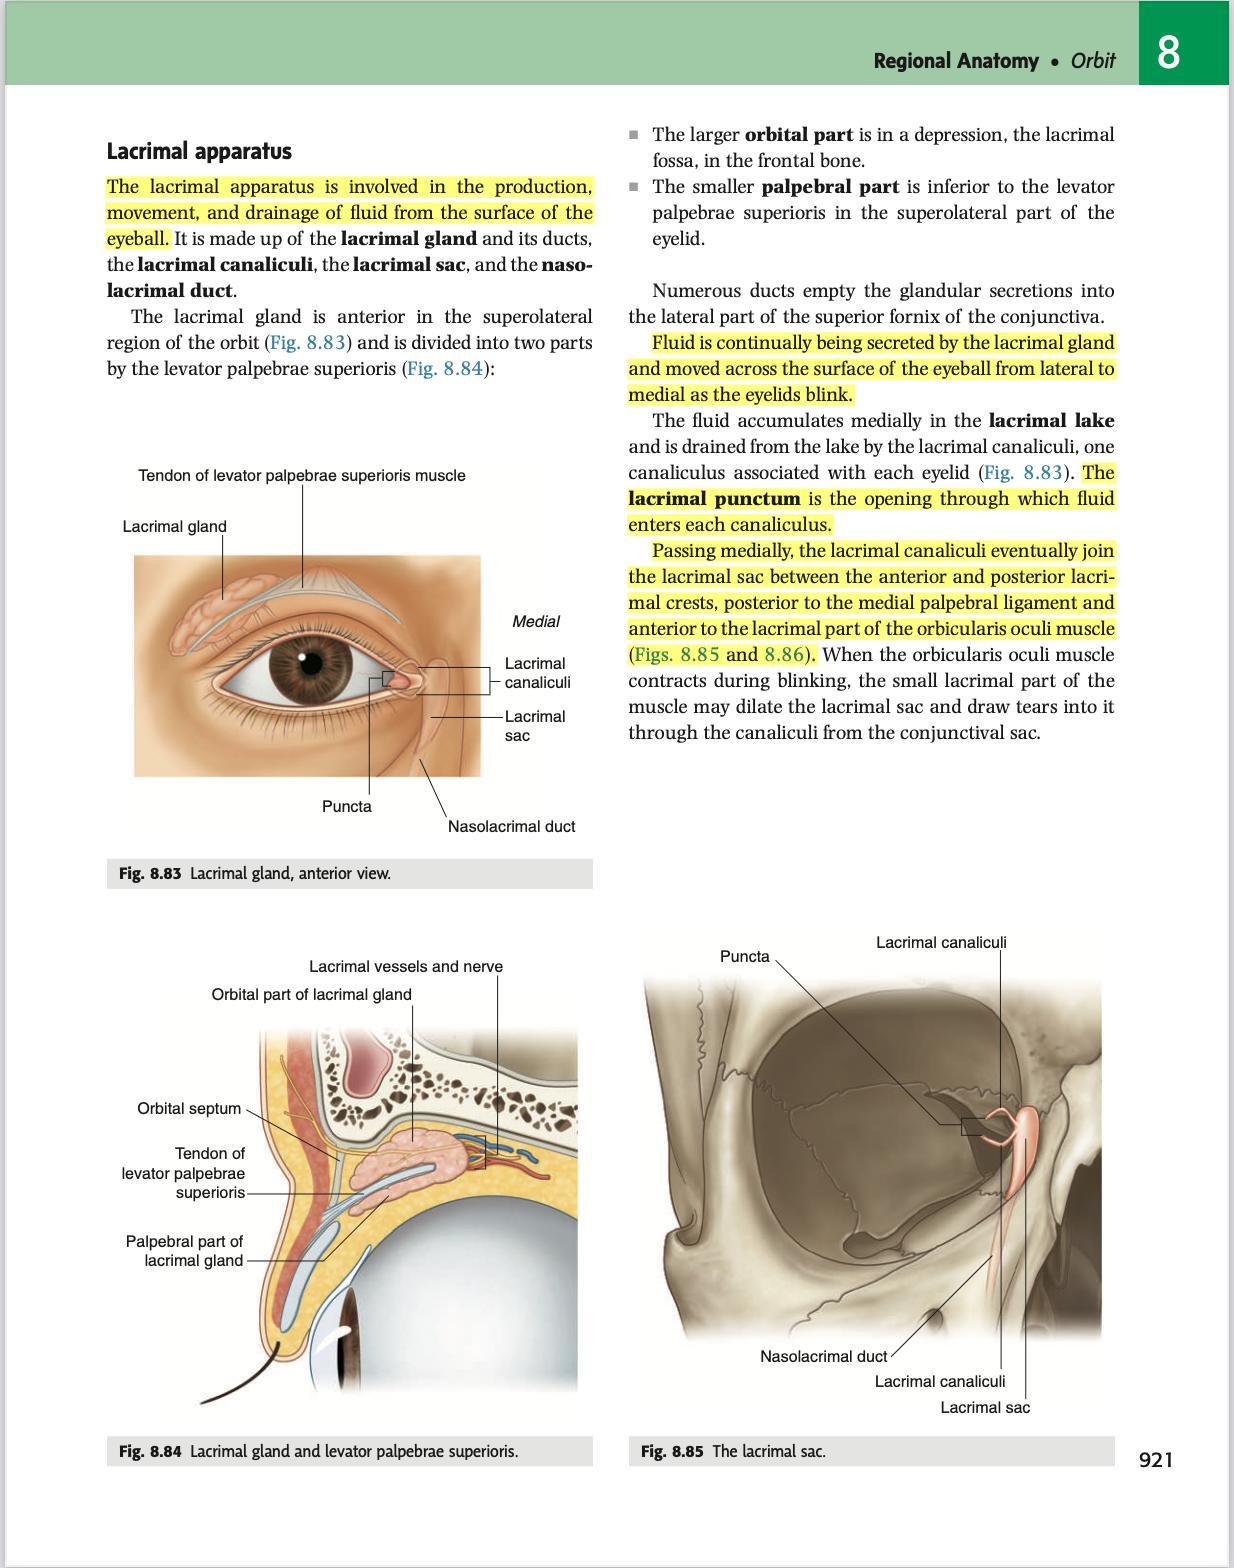 Regional Anatomy • Orbit
8
Lacrimal apparatus
The lacrimal apparatus is involved in the production,
movement, and drainage of fluid from the surface of the
eyeball. It is made up of the lacrimal gland and its ducts,
the lacrimal canaliculi, the lacrimal sac, and the naso-
lacrimal duct.
The lacrimal gland is anterior in the superolateral
region of the orbit (Fig. 8.83) and is divided into two parts
by the levator palpebrae superioris (Fig. 8.84):
■ The larger orbital part is in a depression, the lacrimal
fossa, in the frontal bone.
■ The smaller palpebral part is inferior to the levator
palpebrae superioris in the superolateral part of the
eyelid.
Numerous ducts empty the glandular secretions into
the lateral part of the superior fornix of the conjunctiva.
Fluid is continually being secreted by the lacrimal gland
and moved across the surface of the eyeball from lateral to
medial as the eyelids blink.
The fluid accumulates medially in the lacrimal lake
and is drained from the lake by the lacrimal canaliculi, one
canaliculus associated with each eyelid (Fig. 8.83). The
lacrimal punctum is the opening through which fluid
enters each canaliculus.
Passing medially, the lacrimal canaliculi eventually join
the lacrimal sac between the anterior and posterior lacri-
mal crests, posterior to the medial palpebral ligament and
anterior to the lacrimal part of the orbicularis oculi muscle
(Figs. 8.85 and 8.86). When the orbicularis oculi muscle
contracts during blinking, the small lacrimal part of the
muscle may dilate the lacrimal sac and draw tears into it
through the canaliculi from the conjunctival sac.
Tendon of levator palpebrae superioris muscle
Lacrimal gland
Medial
Lacrimal
canaliculi
Lacrimal
sac
Puncta
Nasolacrimal duct
Fig. 8.83 Lacrimal gland, anterior view.
Lacrimal vessels and nerve
Orbital part of lacrimal gland
Orbital septum
Tendon of
levator palpebrae
superioris
Palpebral part of
lacrimal gland
Fig. 8.84 Lacrimal gland and levator palpebrae superioris.
Lacrimal canaliculi
Puncta
Nasolacrimal duct
Lacrimal canaliculi
Lacrimal sac
Fig. 8.85 The lacrimal sac.
921